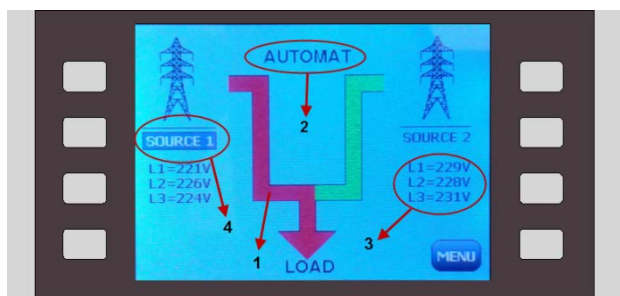 AUTOMAT
2
SOURCE 1
SOURCE 2
L1=221V
L2=226V
L3=224V
L1=229V
L2=228V
L3=231V
4
1
3
LOAD
MENU